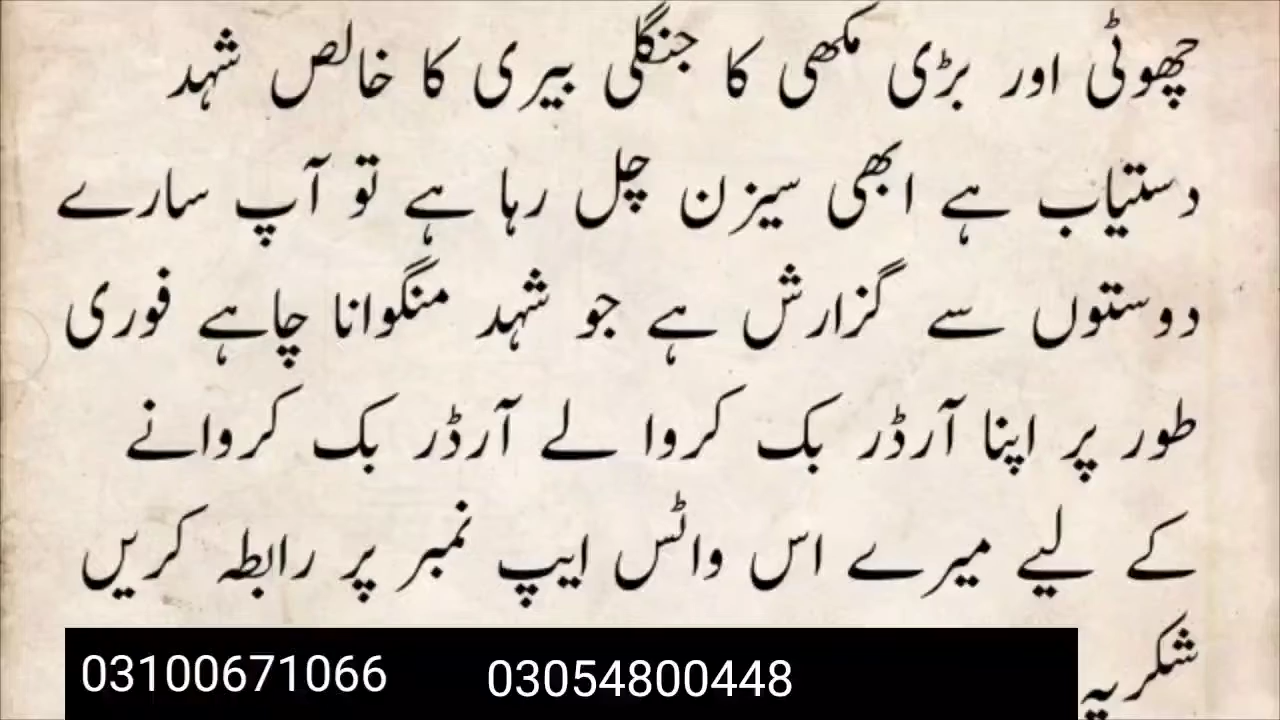 چھوٹی اور بڑی مکھی کا جنگلی بیری کا خالص شہد
دستیاب ہے ابھی سیزن چل رہا ہے تو آپ سارے
دوستوں سے گزارش ہے جو شہد منگوانا چاہے فوری
طور پر اپنا آرڈر بک کروا لے آرڈر بک کروانے
کے لیے میرے اس واٹس ایپ نمبر پر رابطہ کریں
شکریہ
03100671066 03054800448